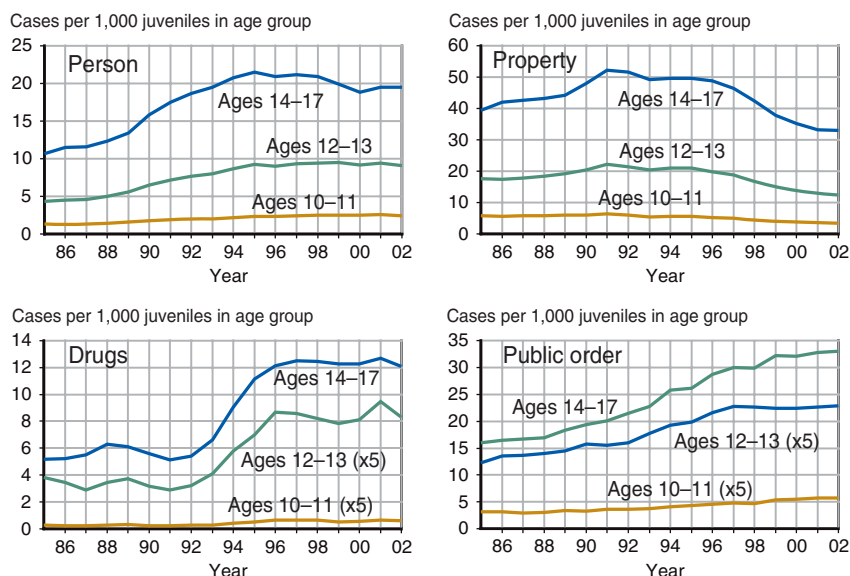 Cases per 1,000 juveniles in age group
25
20
15
10
5
0
Person
Ages 14–17
Ages 12–13
Ages 10–11
86 88 90 92 94 96 98 00 02
Year
Cases per 1,000 juveniles in age group
60
50
40
30
20
10
0
Property
Ages 14–17
Ages 12–13
Ages 10–11
86 88 90 92 94 96 98 00 02
Year
Cases per 1,000 juveniles in age group
14
12
10
8
6
4
2
0
Drugs
Ages 14–17
Ages 12–13 (x5)
Ages 10–11 (x5)
86 88 90 92 94 96 98 00 02
Year
Cases per 1,000 juveniles in age group
35
30
25
20
15
10
5
0
Public order
Ages 14–17
Ages 12–13 (x5)
Ages 10–11 (x5)
86 88 90 92 94 96 98 00 02
Year